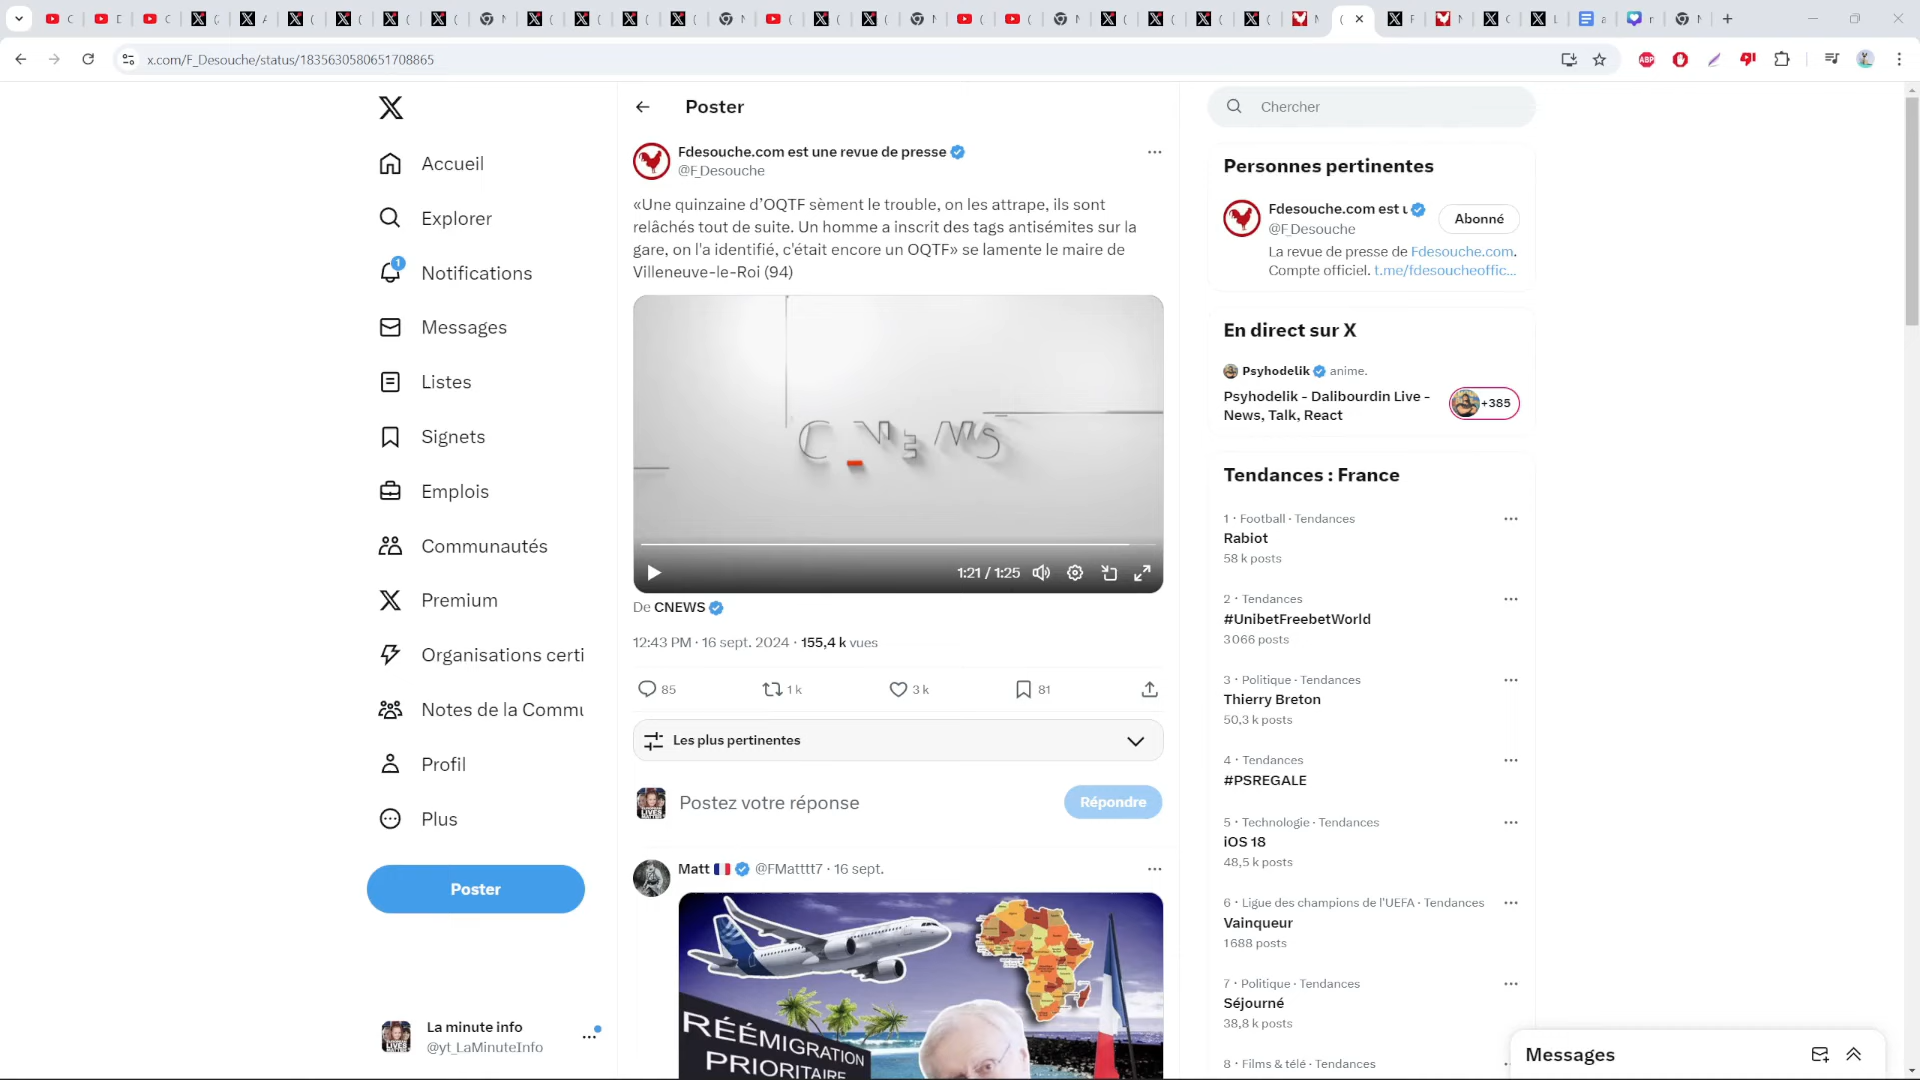 x.com/F_Desouche/status/1835630580651708865
ABP
Accueil
Explorer
1
Notifications
Messages
Listes
Signets
Emplois
Communautés
Premium
Organisations certi
Notes de la Commu
Profil
Plus
Poster
La minute info
@yt_LaMinuteInfo
Poster
Fdesouche.com est une revue de presse
@F_Desouche
«Une quinzaine d’OQTF sèment le trouble, on les attrape, ils sont
relâchés tout de suite. Un homme a inscrit des tags antisémites sur la
gare, on l'a identifié, c'était encore un OQTF» se lamente le maire de
Villeneuve-le-Roi (94)
CNEWS
1:21 / 1:25
De CNEWS
12:43 PM · 16 sept. 2024 · 155,4 k vues
85
1 k
3 k
81
Les plus pertinentes
Postez votre réponse
Répondre
Matt @FMatttt7 · 16 sept.
RÉÉMIGRATION
PRIORITAIRE
Chercher
Personnes pertinentes
Fdesouche.com est u
@F_Desouche
Abonné
La revue de presse de Fdesouche.com.
Compte officiel. t.me/fdesoucheoffic...
En direct sur X
Psyhodelik anime.
Psyhodelik - Dalibourdin Live -
News, Talk, React
+385
Tendances : France
1 · Football · Tendances
Rabiot
58 k posts
2 · Tendances
#UnibetFreebetWorld
3 066 posts
3 · Politique · Tendances
Thierry Breton
50,3 k posts
4 · Tendances
#PSREGALE
5 · Technologie · Tendances
iOS 18
48,5 k posts
6 · Ligue des champions de l'UEFA · Tendances
Vainqueur
1 688 posts
7 · Politique · Tendances
Séjourné
38,8 k posts
8 · Films & télé · Tendances
Messages